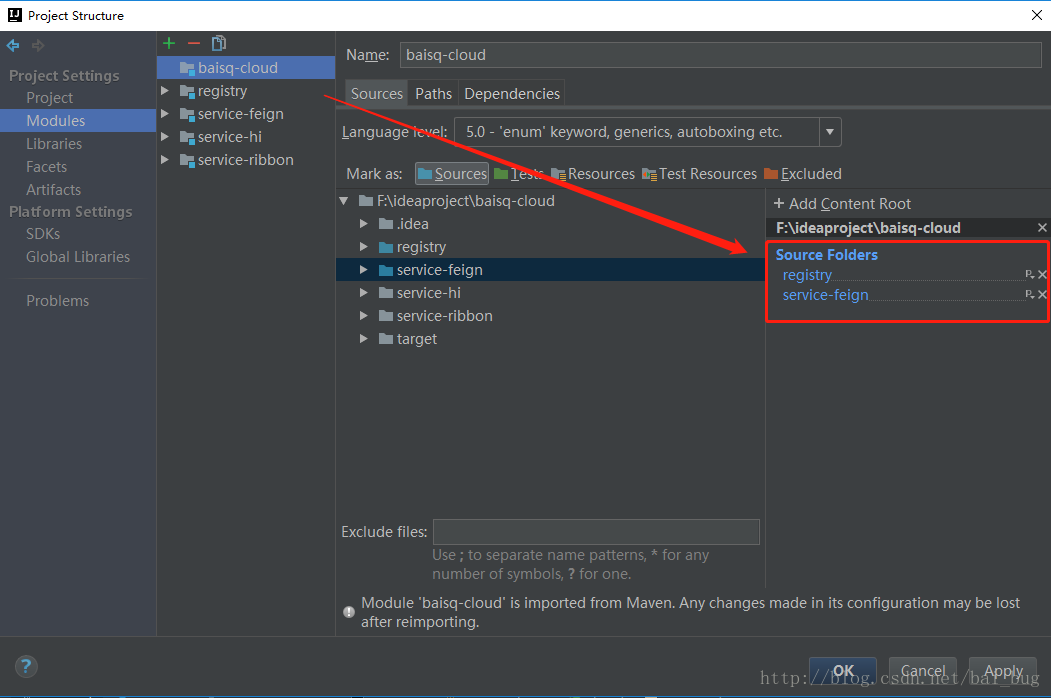 Project Structure
Project Settings
Project
Modules
Libraries
Facets
Artifacts
Platform Settings
SDKs
Global Libraries
Problems
baisq-cloud
registry
service-feign
service-hi
service-ribbon
Name: baisq-cloud
Sources Paths Dependencies
Language level: 5.0 - 'enum' keyword, generics, autoboxing etc.
Mark as: Sources Tests Resources Test Resources Excluded
F:\ideaproject\baisq-cloud
.idea
registry
service-feign
service-hi
service-ribbon
target
+ Add Content Root
F:\ideaproject\baisq-cloud
Source Folders
registry
service-feign
Exclude files:
Use ; to separate name patterns, * for any
number of symbols, ? for one.
Module 'baisq-cloud' is imported from Maven. Any changes made in its configuration may be lost
after reimporting.
? OK Cancel Apply
http://blog.csdn.net/bai_bug